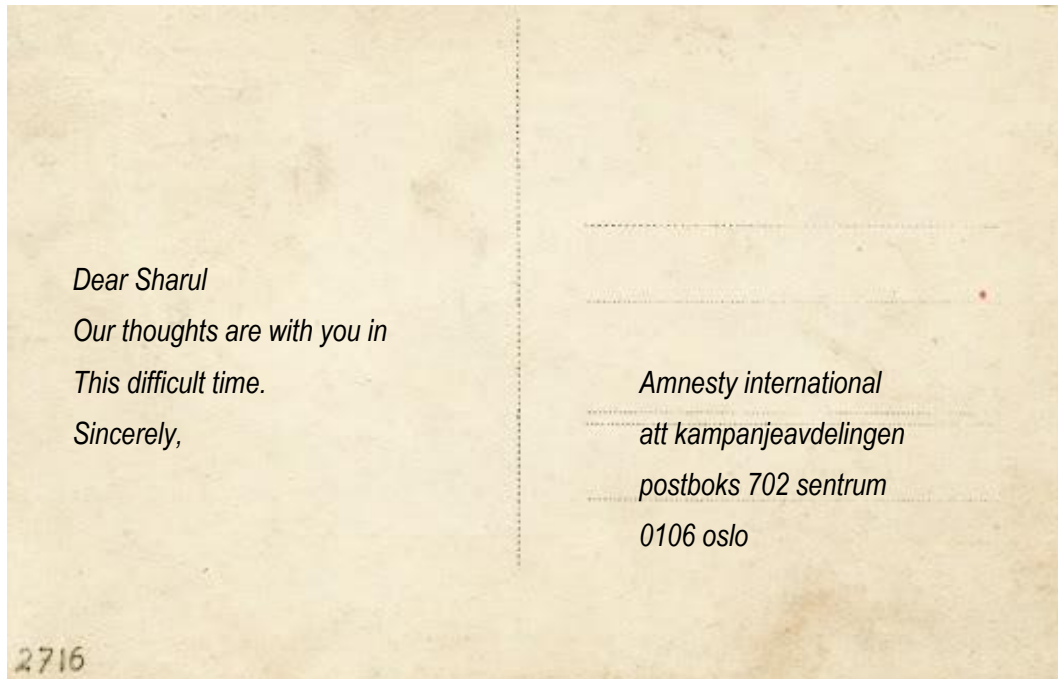 Dear Sharul
Our thoughts are with you in
This difficult time.
Sincerely,
Amnesty international
att kampanjeavdelingen
postboks 702 sentrum
0106 oslo
2716